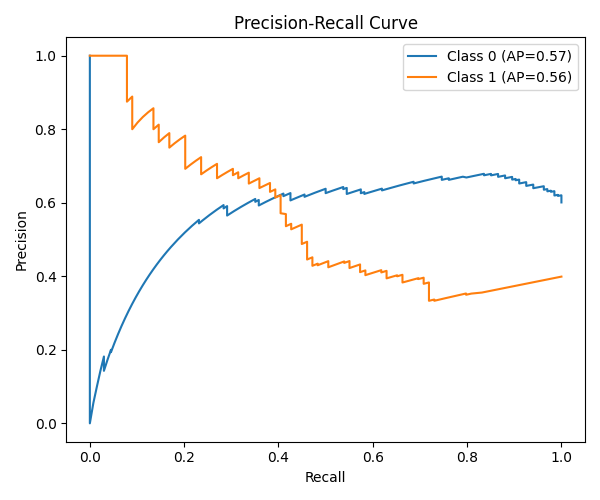 Precision-Recall Curve
Class 0 (AP=0.57)
Class 1 (AP=0.56)
Precision
1.0
0.8
0.6
0.4
0.2
0.0
0.0 0.2 0.4 0.6 0.8 1.0
Recall